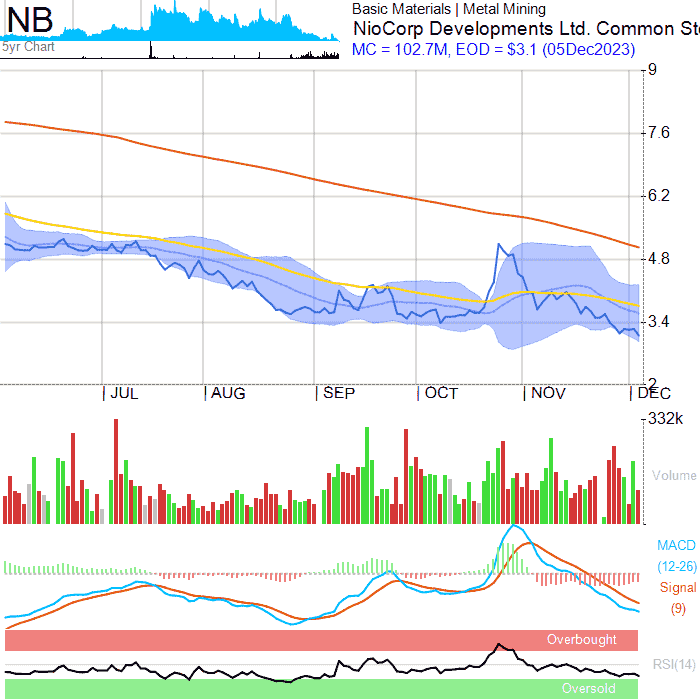 NB
5yr Chart
Basic Materials | Metal Mining
NioCorp Developments Ltd. Common Sto
MC = 102.7M, EOD = $3.1 (05Dec2023)
9
7.6
6.2
4.8
3.4
2
JUL AUG SEP OCT NOV DEC
332k
Volume
MACD
(12-26)
Signal
(9)
Overbought
RSI(14)
Oversold